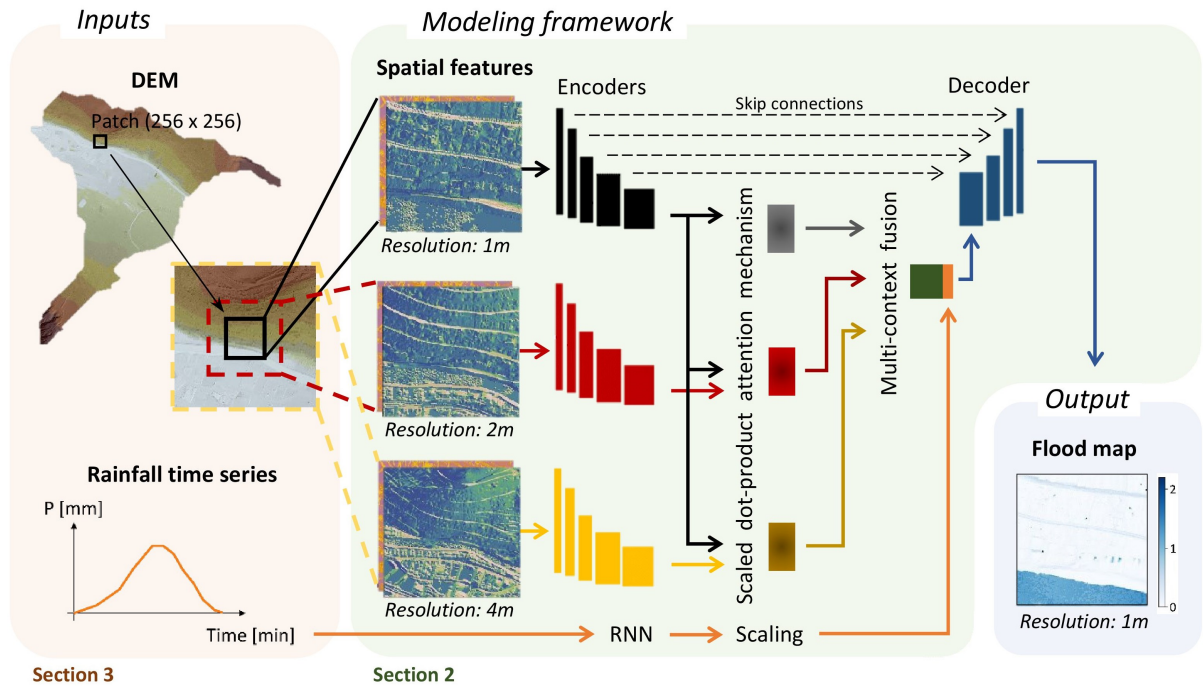 Inputs
Modeling framework
DEM
Patch (256 x 256)
Spatial features
Encoders
Skip connections
Decoder
Resolution: 1m
Resolution: 2m
Resolution: 4m
Scaled dot-product attention mechanism
Multi-context fusion
Rainfall time series
P [mm]
Time [min]
RNN
Scaling
Output
Flood map
2
1
0
Resolution: 1m
Section 3
Section 2